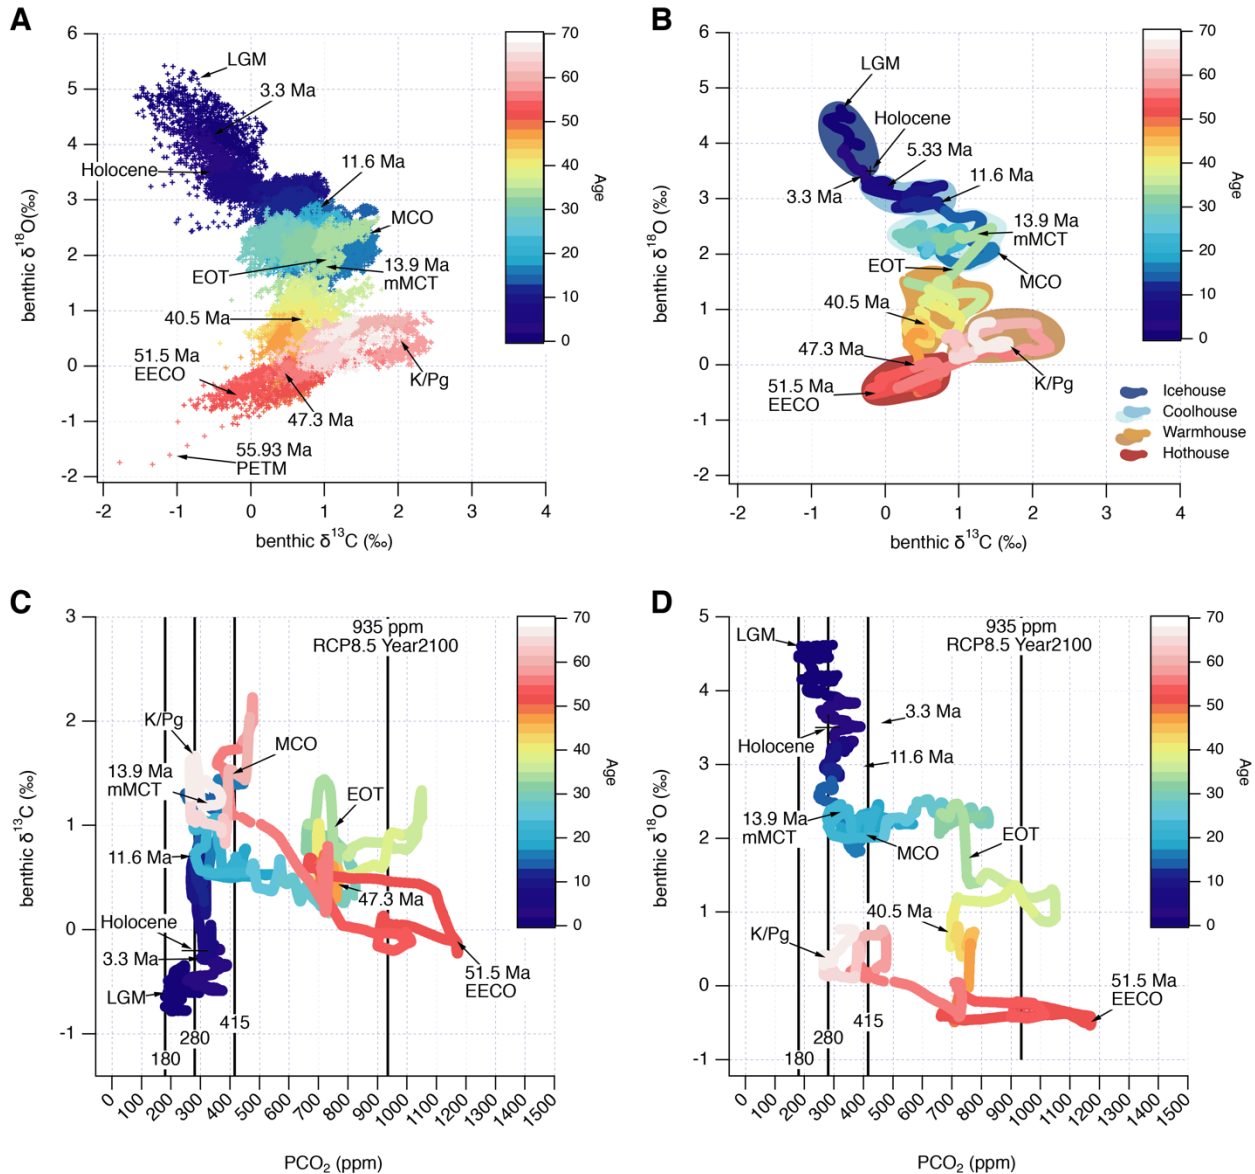 A
6
5
4
3
2
1
0
-1
-2
benthic δ18O(‰)
LGM
3.3 Ma
Holocene
11.6 Ma
MCO
EOT
13.9 Ma
mMCT
40.5 Ma
51.5 Ma
EECO
K/Pg
47.3 Ma
55.93 Ma
PETM
-2 -1 0 1 2 3 4
benthic δ13C (‰)
70
60
50
40
30
20
10
0
Age
B
6
5
4
3
2
1
0
-1
-2
benthic δ18O (‰)
LGM
Holocene
5.33 Ma
3.3 Ma
11.6 Ma
13.9 Ma
mMCT
EOT
MCO
40.5 Ma
47.3 Ma
51.5 Ma
EECO
K/Pg
Icehouse
Coolhouse
Warmhouse
Hothouse
-2 -1 0 1 2 3 4
benthic δ13C (‰)
70
60
50
40
30
20
10
0
Age
C
3
2
1
0
-1
benthic δ13C (‰)
935 ppm
RCP8.5 Year2100
K/Pg
MCO
13.9 Ma
mMCT
EOT
11.6 Ma
47.3 Ma
Holocene
3.3 Ma
LGM
51.5 Ma
EECO
415
280
180
0 100 200 300 400 500 600 700 800 900 1000 1100 1200 1300 1400 1500
PCO2 (ppm)
70
60
50
40
30
20
10
0
Age
D
5
4
3
2
1
0
-1
benthic δ18O (‰)
935 ppm
RCP8.5 Year2100
LGM
3.3 Ma
Holocene
11.6 Ma
13.9 Ma
mMCT
MCO
EOT
40.5 Ma
K/Pg
51.5 Ma
EECO
415
280
180
0 100 200 300 400 500 600 700 800 900 1000 1100 1200 1300 1400 1500
PCO2 (ppm)
70
60
50
40
30
20
10
0
Age